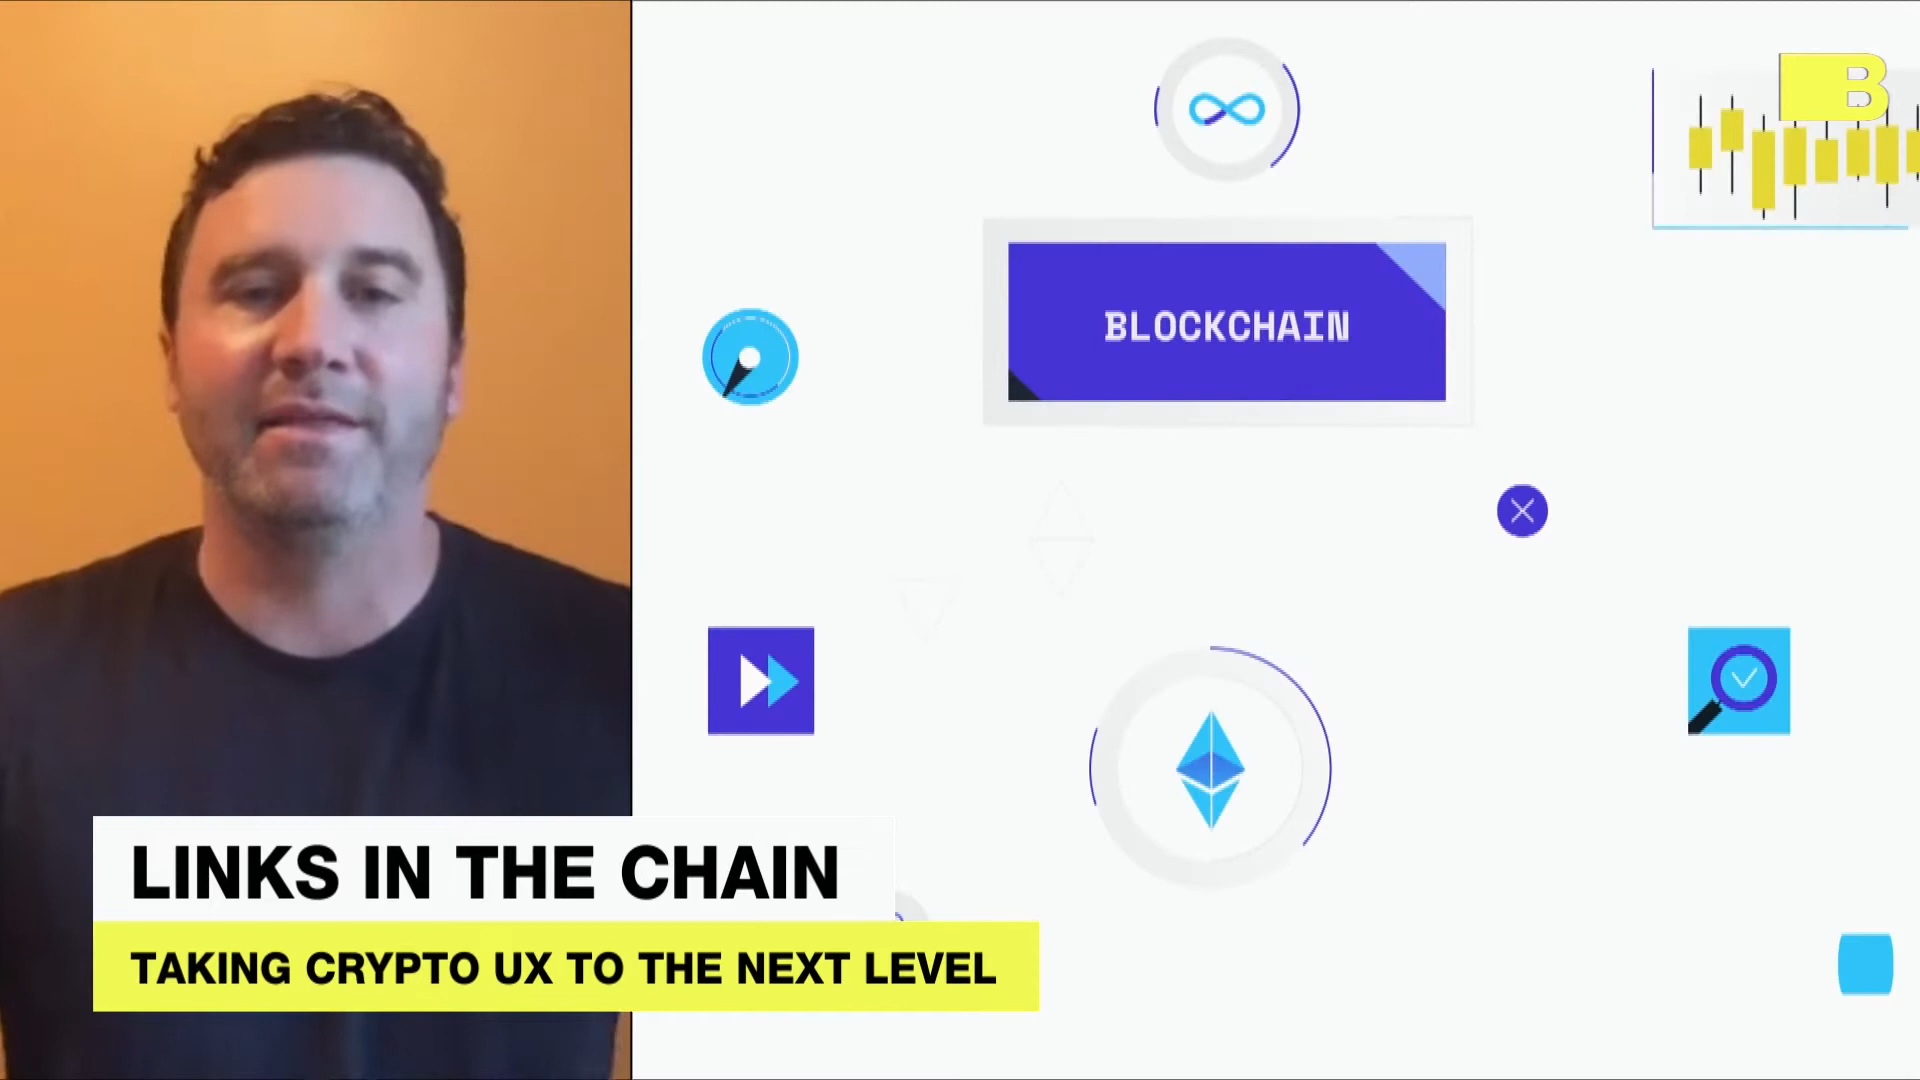 B
BLOCKCHAIN
LINKS IN THE CHAIN
TAKING CRYPTO UX TO THE NEXT LEVEL